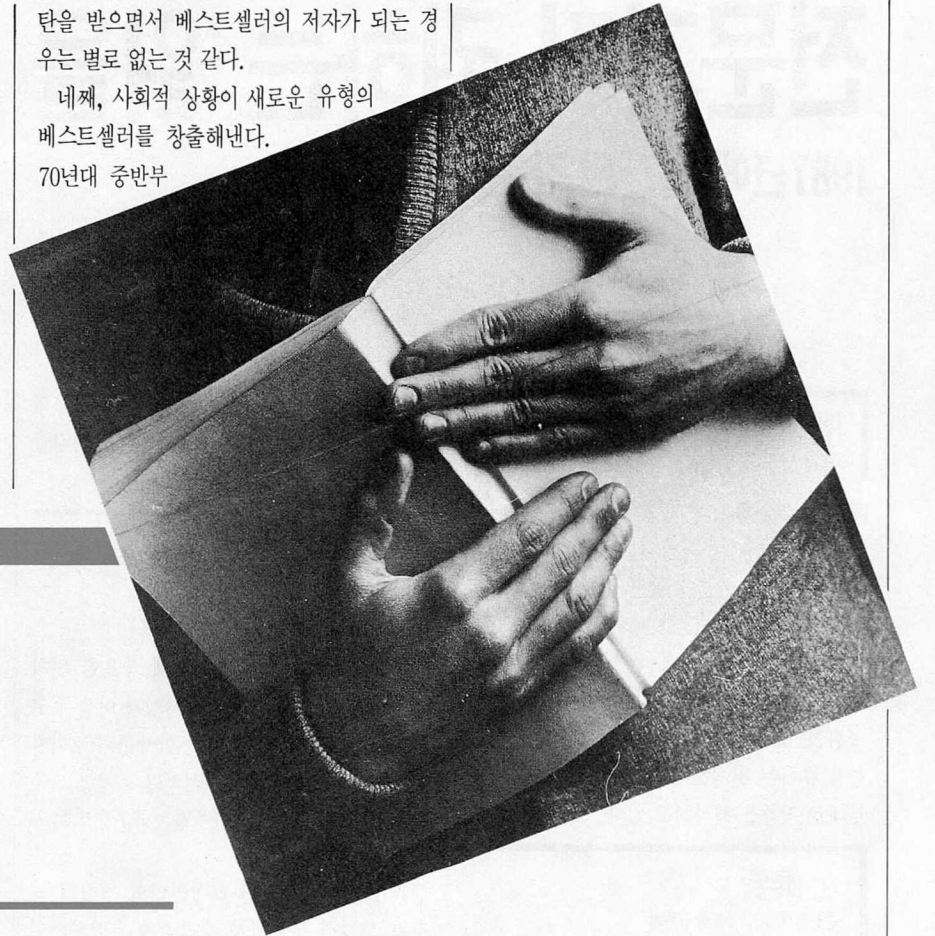 탄을 받으면서 베스트셀러의 저자가 되는 경
우는 별로 없는 것 같다.
네째, 사회적 상황이 새로운 유형의
베스트셀러를 창출해낸다.
70년대 중반부